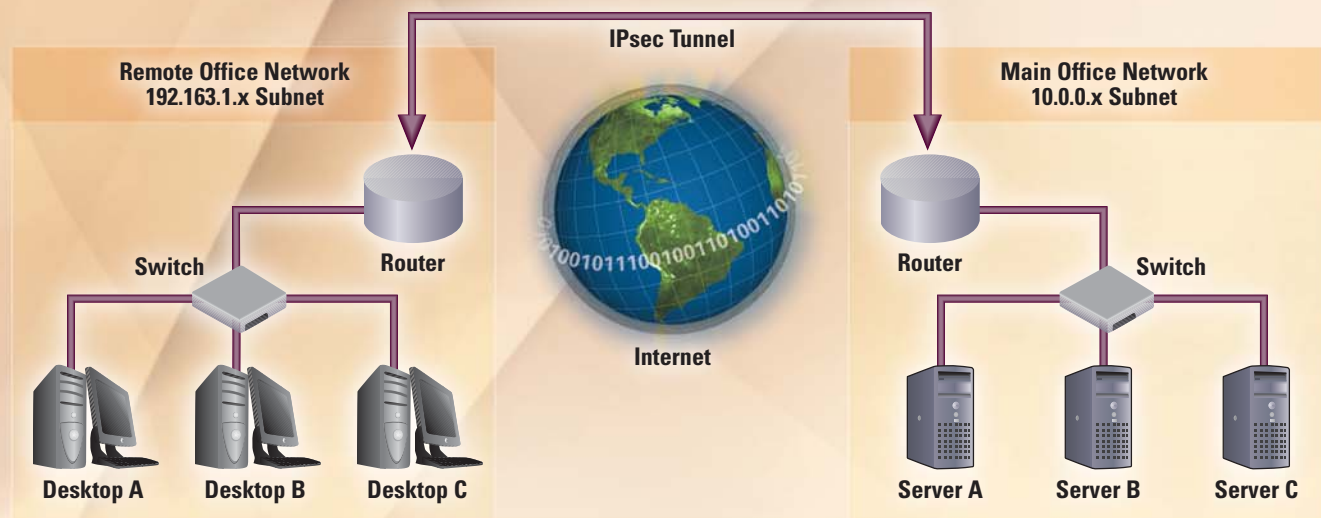 IPsec Tunnel
Remote Office Network
192.163.1.x Subnet
Main Office Network
10.0.0.x Subnet
Switch
Router
Router
Switch
Internet
Desktop A
Desktop B
Desktop C
Server A
Server B
Server C